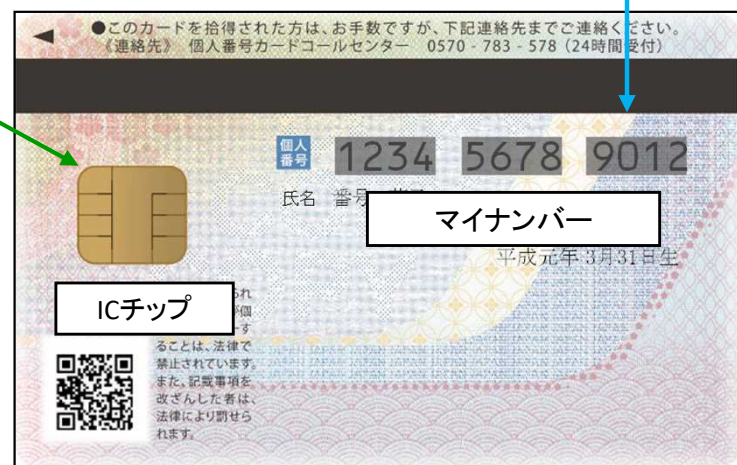 ●このカードを拾得された方は、お手数ですが、下記連絡先までご連絡ください。
《連絡先》 個人番号カードコールセンター 0570-783-578(24時間受付)
個人番号 1234 5678 9012
氏名 番号
マイナンバー
平成元年3月31日生
ICチップ
られ
個
す
ることは、法律で
禁止されています。
また、記載事項を
改ざんした者は、
法律により罰せら
れます。